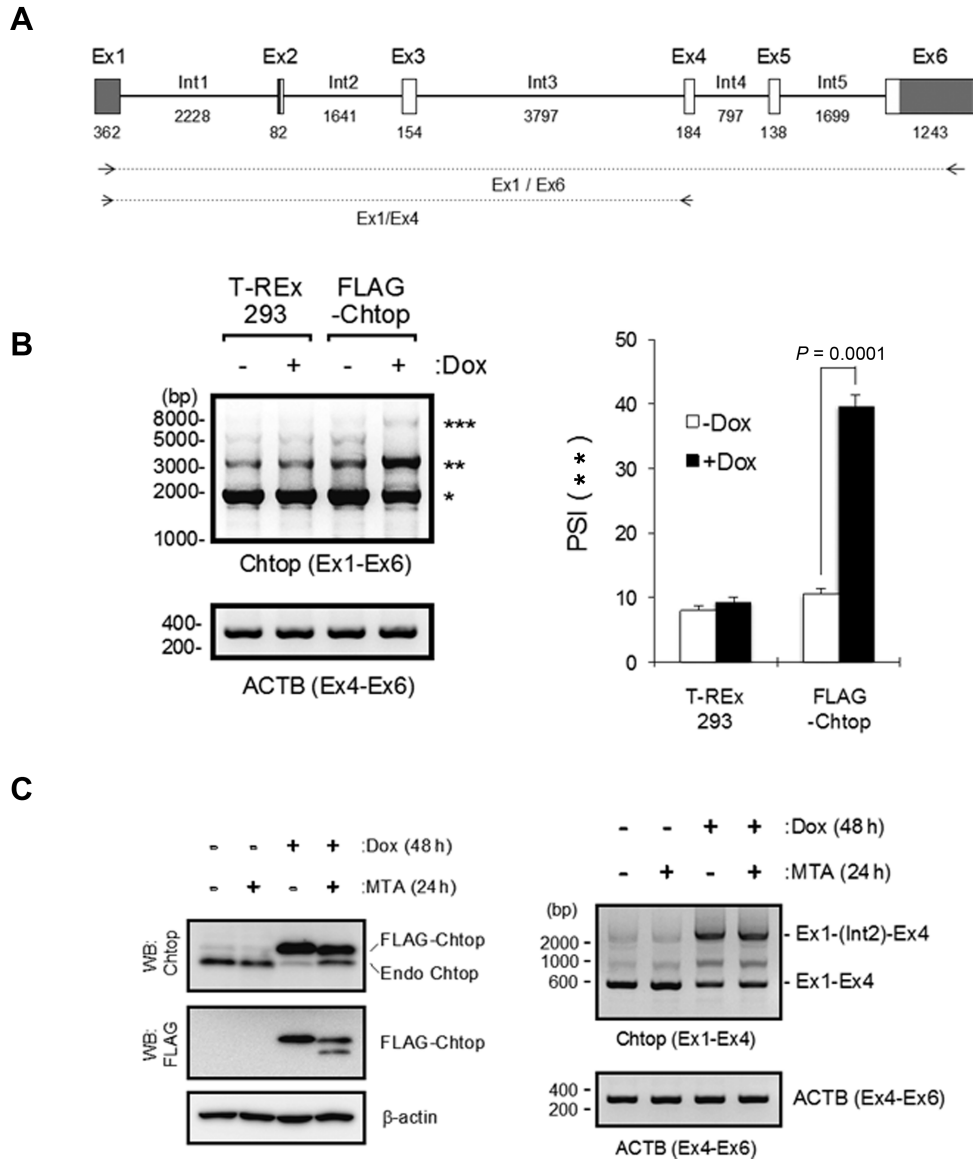 A
Ex1 Ex2 Ex3 Ex4 Ex5 Ex6
Int1 Int2 Int3 Int4 Int5
362 2228 82 1641 154 3797 184 797 138 1699 1243
Ex1 / Ex6
Ex1/Ex4
B
T-REx 293
FLAG -Chtop
- + - + :Dox
(bp)
8000-
5000-
3000-
2000-
1000-
***
**
*
Chtop (Ex1-Ex6)
400-
200-
ACTB (Ex4-Ex6)
PSI (**)
50
40
30
20
10
0
P = 0.0001
-Dox
+Dox
T-REx 293
FLAG -Chtop
C
- - + + :Dox (48 h)
- + - + :MTA (24 h)
WB: Chtop
FLAG-Chtop
Endo Chtop
WB: FLAG
FLAG-Chtop
β-actin
- - + + :Dox (48 h)
- + - + :MTA (24 h)
(bp)
2000 -
1000 -
600 -
- Ex1-(Int2)-Ex4
- Ex1-Ex4
Chtop (Ex1-Ex4)
400 -
200 -
ACTB (Ex4-Ex6)
ACTB (Ex4-Ex6)